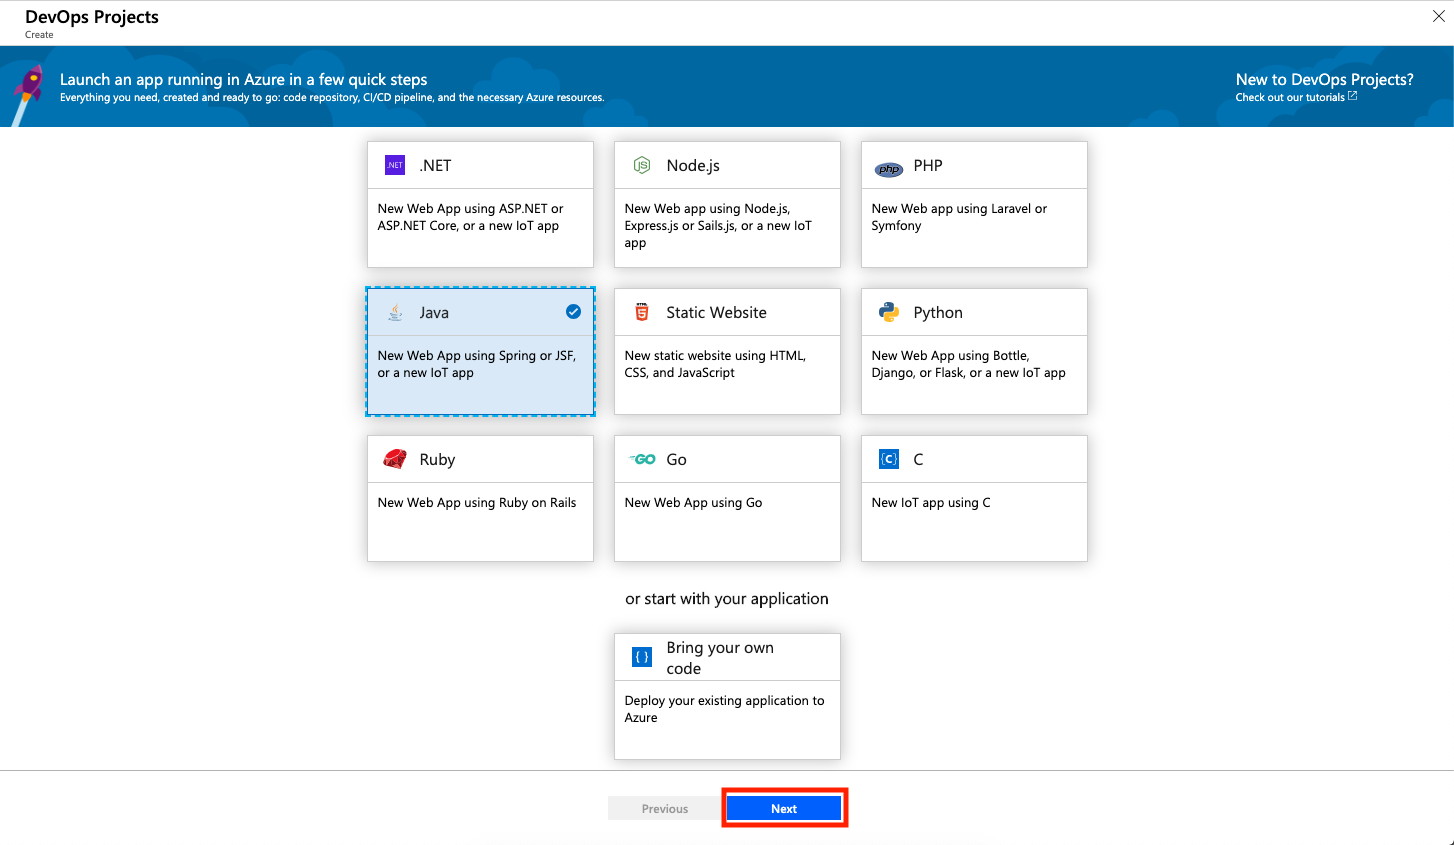 DevOps Projects
Create
Launch an app running in Azure in a few quick steps
Everything you need, created and ready to go: code repository, CI/CD pipeline, and the necessary Azure resources.
New to DevOps Projects?
Check out our tutorials
.NET
.NET
New Web App using ASP.NET or
ASP.NET Core, or a new IoT app
JS
Node.js
New Web app using Node.js,
Express.js or Sails.js, or a new IoT
app
php
PHP
New Web app using Laravel or
Symfony
Java
New Web App using Spring or JSF,
or a new IoT app
HTML
5
Static Website
New static website using HTML,
CSS, and JavaScript
Python
New Web App using Bottle,
Django, or Flask, or a new IoT app
Ruby
New Web App using Ruby on Rails
GO
Go
New Web App using Go
{C}
C
New IoT app using C
or start with your application
{ }
Bring your own
code
Deploy your existing application to
Azure
Previous
Next